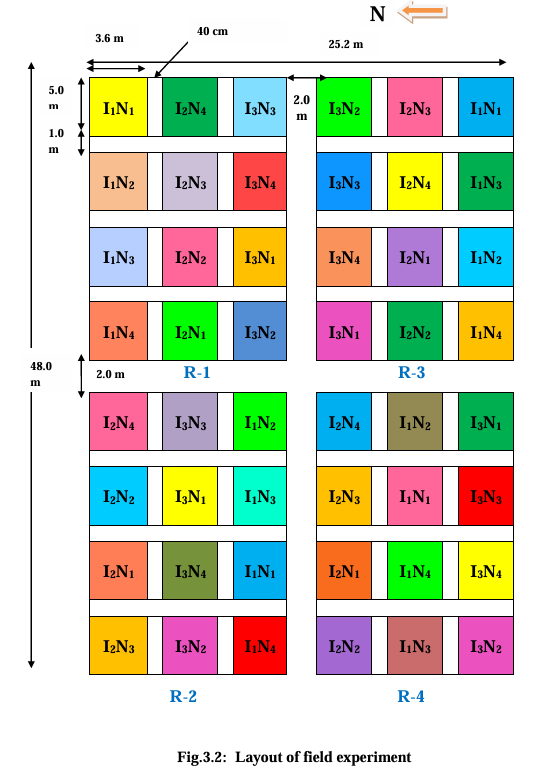 N
3.6 m
40 cm
25.2 m
5.0 m
2.0 m
1.0 m
I₁N₁ I₂N₄ I₃N₃ I₃N₂ I₂N₃ I₁N₁
I₁N₂ I₂N₃ I₃N₄ I₃N₃ I₂N₄ I₁N₃
I₁N₃ I₂N₂ I₃N₁ I₃N₄ I₂N₁ I₁N₂
I₁N₄ I₂N₁ I₃N₂ I₃N₁ I₂N₂ I₁N₄
48.0 m
2.0 m
R-1 R-3
I₂N₄ I₃N₃ I₁N₂ I₂N₄ I₁N₂ I₃N₁
I₂N₂ I₃N₁ I₁N₃ I₂N₃ I₁N₁ I₃N₃
I₂N₁ I₃N₄ I₁N₁ I₂N₁ I₁N₄ I₃N₄
I₂N₃ I₃N₂ I₁N₄ I₂N₂ I₁N₃ I₃N₂
R-2 R-4
Fig.3.2: Layout of field experiment